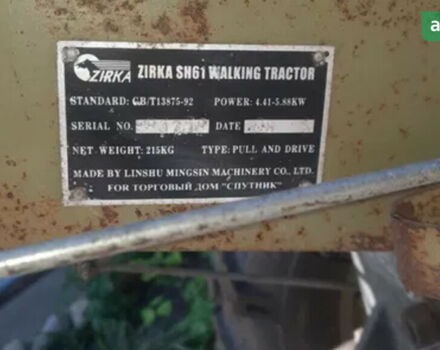 ZIRKA ZIRKA SH61 WALKING TRACTOR
STANDARD: GB/T13875-92 POWER: 4.41-5.88KW
SERIAL NO. DATE
NET WEIGHT: 215KG TYPE: PULL AND DRIVE
MADE BY LINSHU MINGSIN MACHINERY CO., LTD.
FOR ТОРГОВЫЙ ДОМ "СПУТНИК"